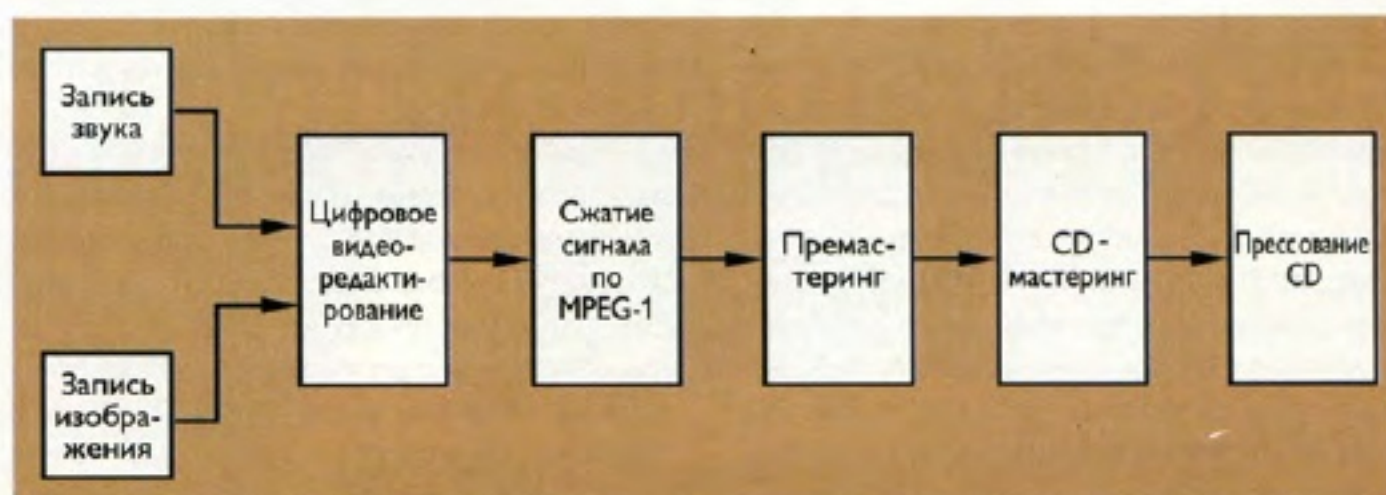 Запись
звука
Запись
изобра-
жения
Цифровое
видео-
редакти-
рование
Сжатие
сигнала
по
MPEG-1
Премас-
теринг
CD -
мастеринг
Прессование
CD